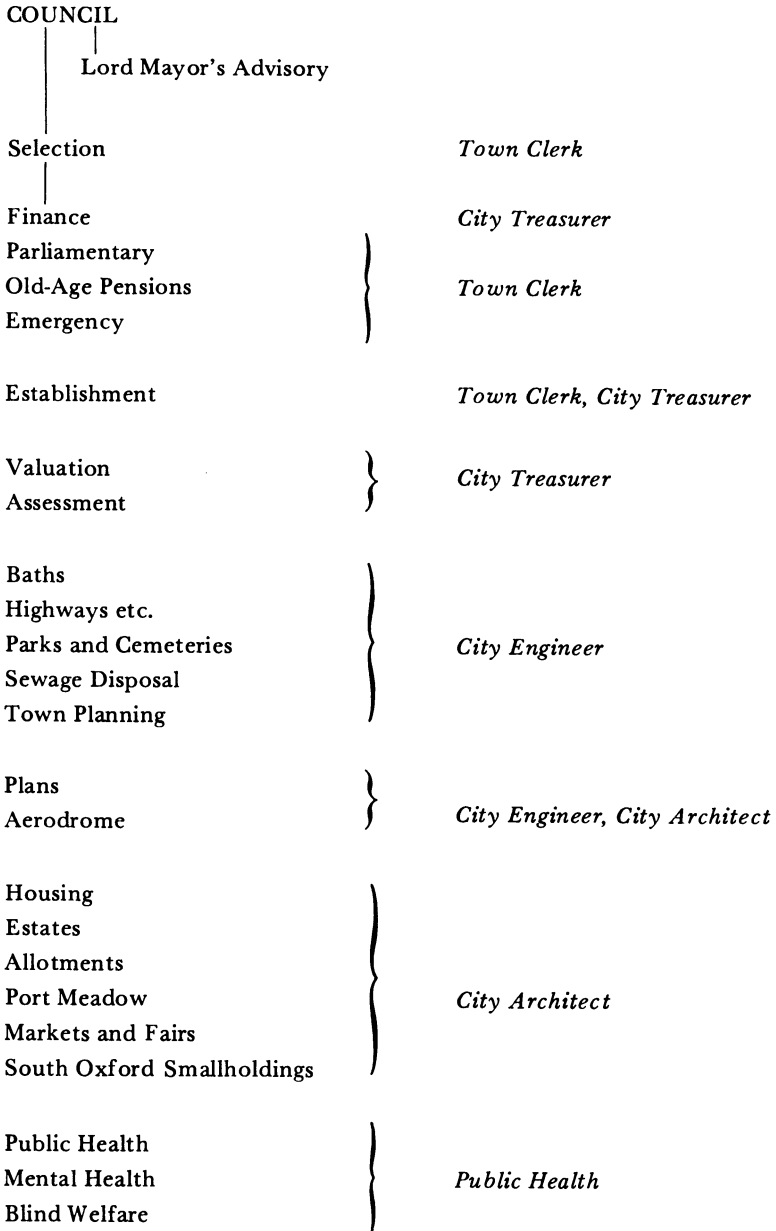 COUNCIL
Lord Mayor's Advisory
Selection Town Clerk
Finance City Treasurer
Parliamentary
Old-Age Pensions Town Clerk
Emergency
Establishment Town Clerk, City Treasurer
Valuation
City Treasurer
Assessment
Baths
Highways etc.
Parks and Cemeteries City Engineer
Sewage Disposal
Town Planning
Plans
Aerodrome City Engineer, City Architect
Housing
Estates
Allotments
Port Meadow City Architect
Markets and Fairs
South Oxford Smallholdings
Public Health
Mental Health Public Health
Blind Welfare